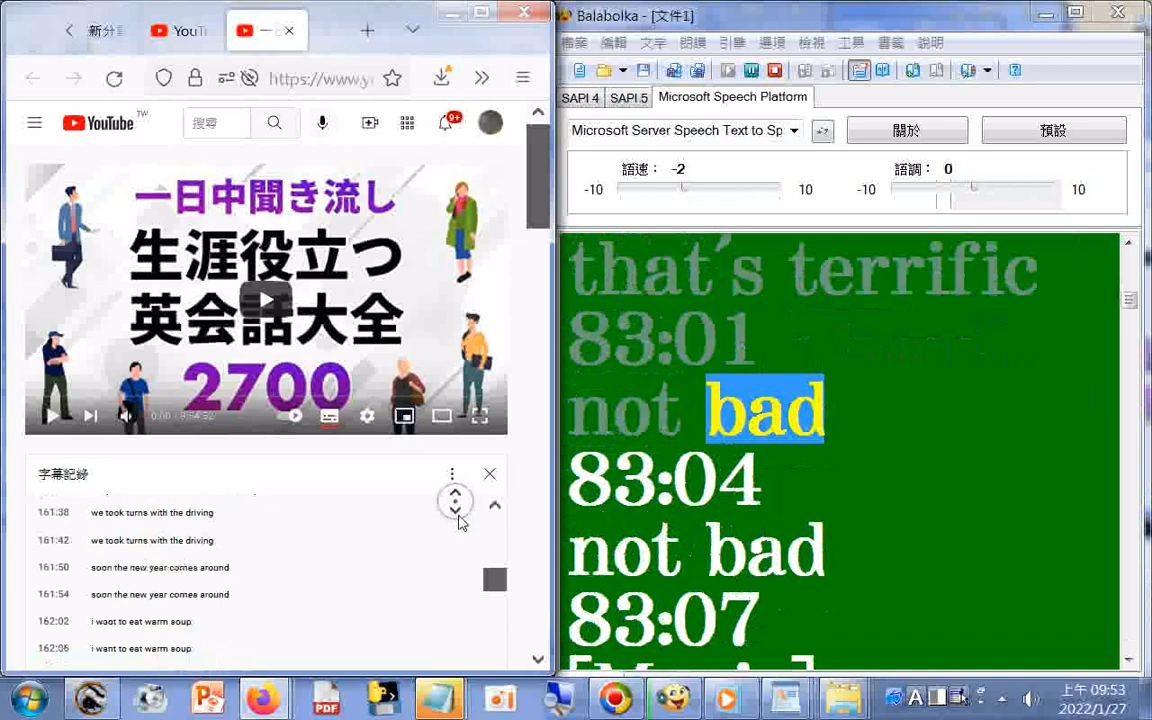 新分
YouT
一
https://www.y
YouTube TW
搜尋
9+
一日中聞き流し
生涯役立つ
英会話大全
2700
字幕記錄
161:38 we took turns with the driving
161:42 we took turns with the driving
161:50 soon the new year comes around
161:54 soon the new year comes around
162:02 i want to eat warm soup
162:06 i want to eat warm soup
Balabolka - [文件1]
檔案 編輯 文字 朗讀 引擎 選項 檢視 工具 書籤 說明
SAPI 4 SAPI 5 Microsoft Speech Platform
Microsoft Server Speech Text to Sp
關於
預設
語速： -2
語調： 0
-10 10 -10 10
that's terrific
83:01
not bad
83:04
not bad
83:07
PDF
A
上午 09:53
2022/1/27